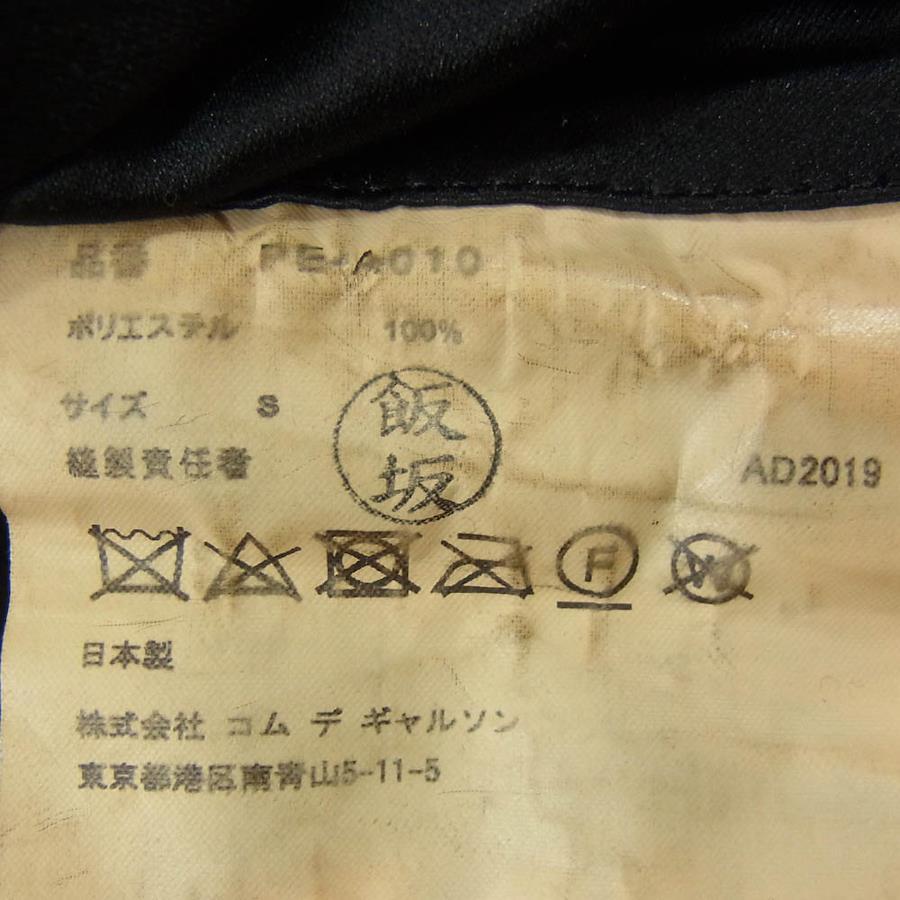 品番 PE-A010
ポリエステル 100%
サイズ S
飯坂
縫製責任者 AD2019
F
W
日本製
株式会社 コム デ ギャルソン
東京都港区南青山5-11-5